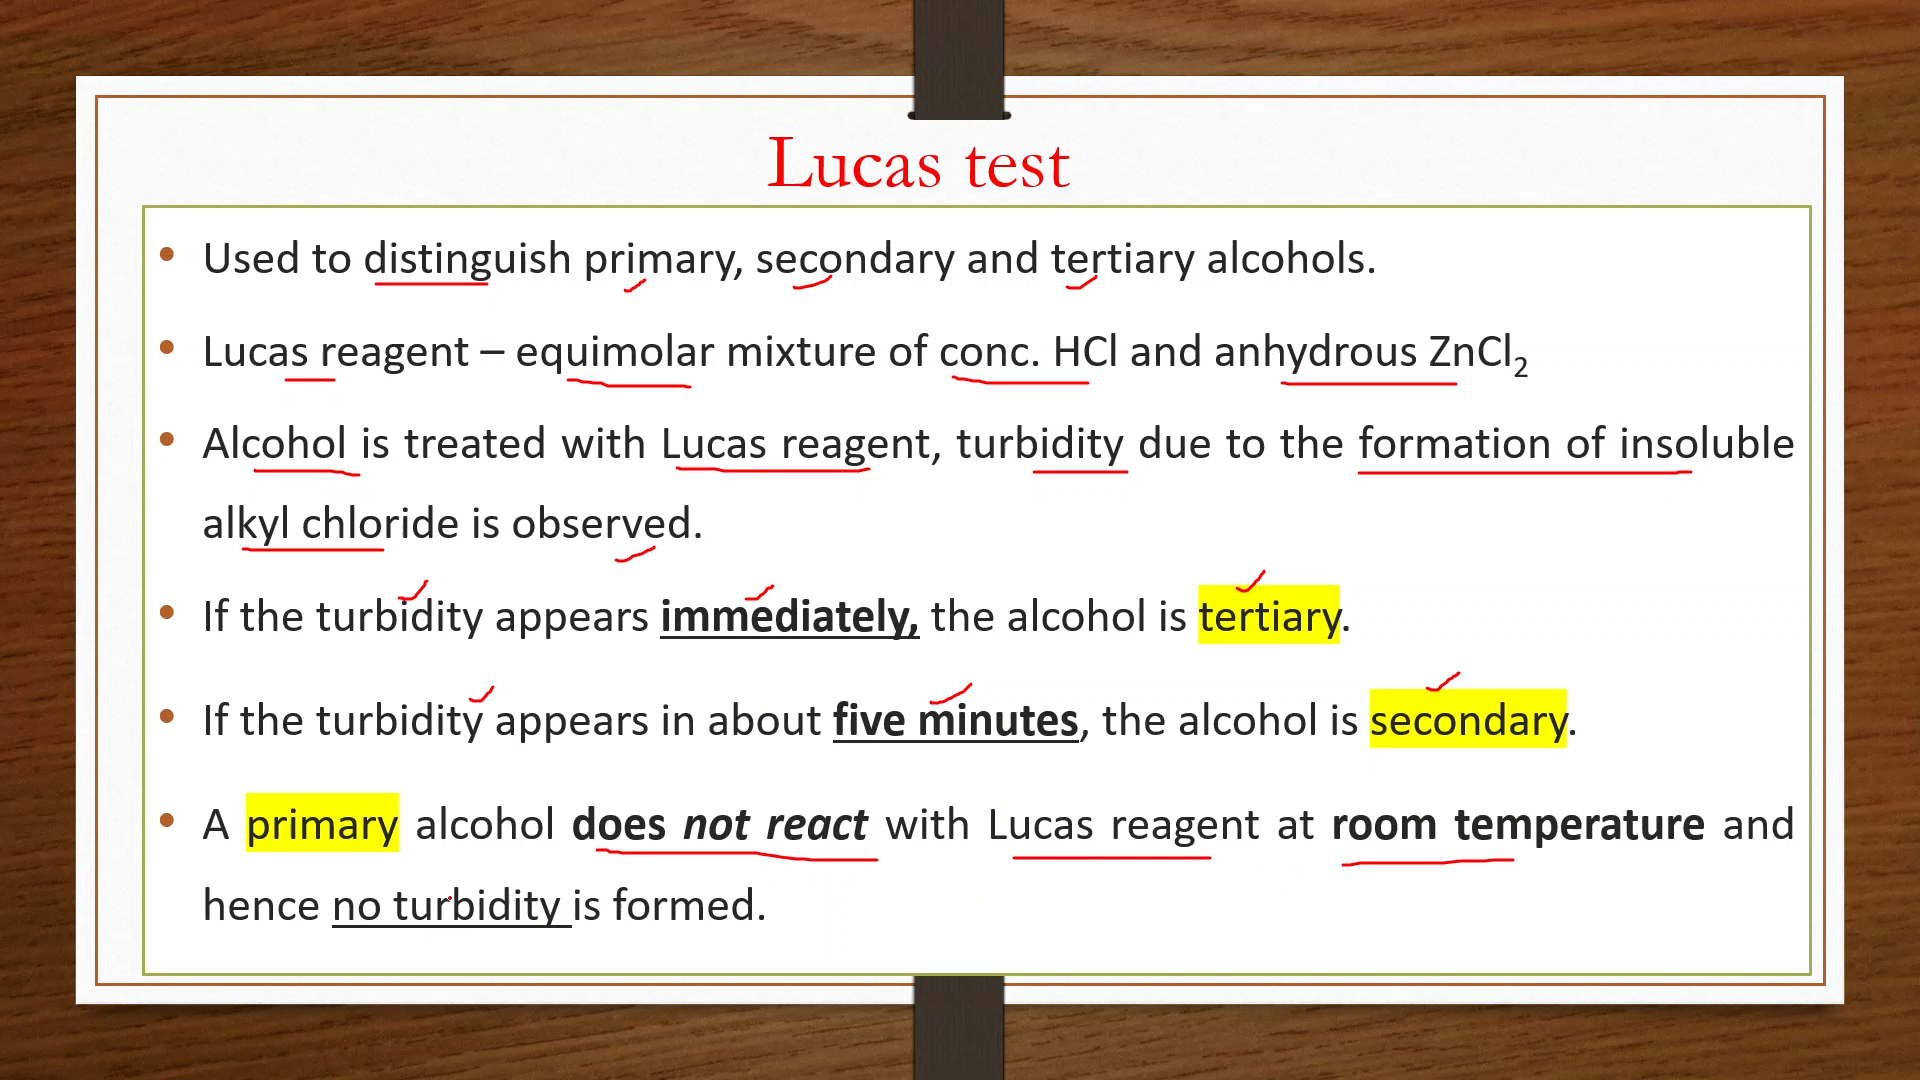 Lucas test
• Used to distinguish primary, secondary and tertiary alcohols.
• Lucas reagent – equimolar mixture of conc. HCl and anhydrous ZnCl₂
• Alcohol is treated with Lucas reagent, turbidity due to the formation of insoluble
alkyl chloride is observed.
• If the turbidity appears immediately, the alcohol is tertiary.
• If the turbidity appears in about five minutes, the alcohol is secondary.
• A primary alcohol does not react with Lucas reagent at room temperature and
hence no turbidity is formed.